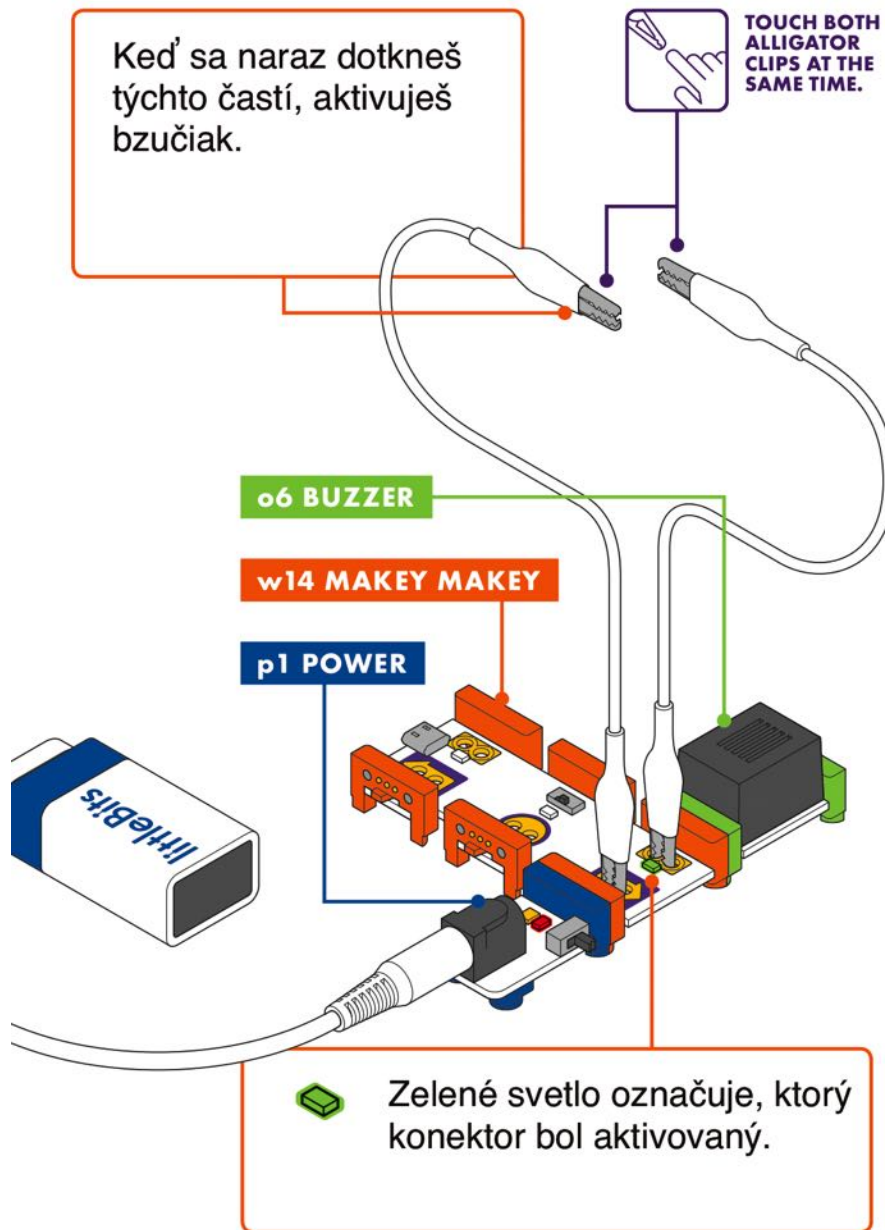 Keď sa naraz dotkneš
týchto častí, aktivuješ
bzučiak.
TOUCH BOTH
ALLIGATOR
CLIPS AT THE
SAME TIME.
o6 BUZZER
w14 MAKEY MAKEY
p1 POWER
littleBits
Zelené svetlo označuje, ktorý
konektor bol aktivovaný.